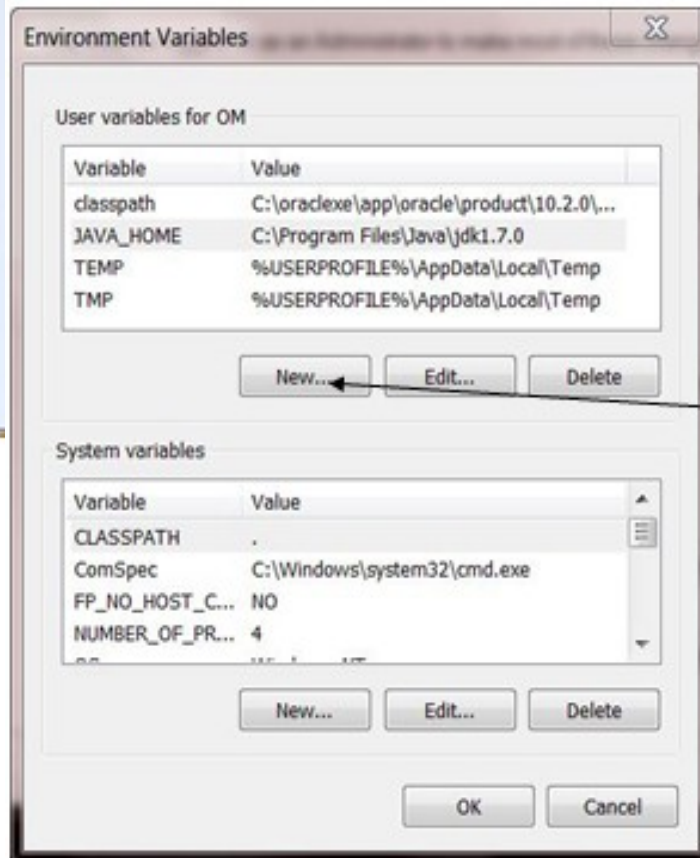 Environment Variables
User variables for OM
Variable Value
classpath C:\oraclexe\app\oracle\product\10.2.0\...
JAVA_HOME C:\Program Files\Java\jdk1.7.0
TEMP %USERPROFILE%\AppData\Local\Temp
TMP %USERPROFILE%\AppData\Local\Temp
New... Edit... Delete
System variables
Variable Value
CLASSPATH .
ComSpec C:\Windows\system32\cmd.exe
FP_NO_HOST_C... NO
NUMBER_OF_PR... 4
New... Edit... Delete
OK Cancel